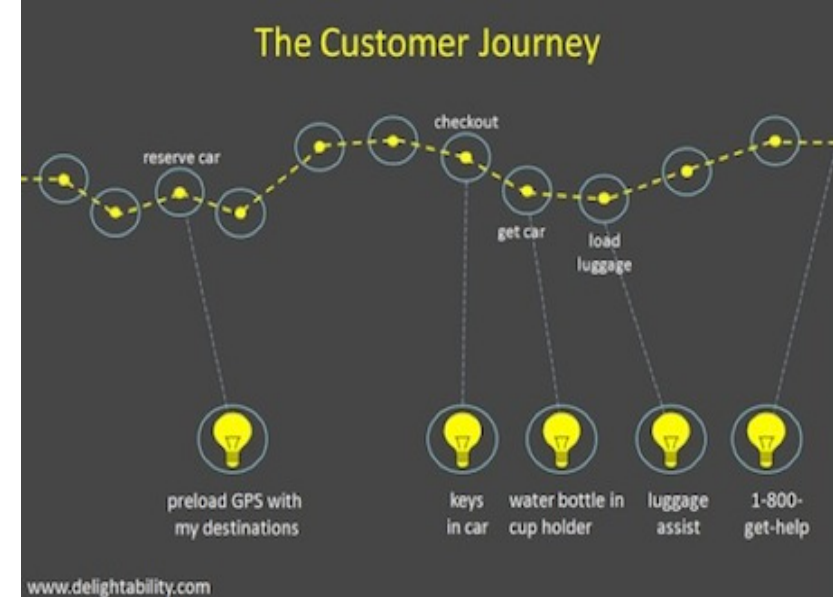 The Customer Journey
checkout
reserve car
get car
load
luggage
preload GPS with
my destinations
keys
in car
water bottle in
cup holder
luggage
assist
1-800-
get-help
www.delightability.com